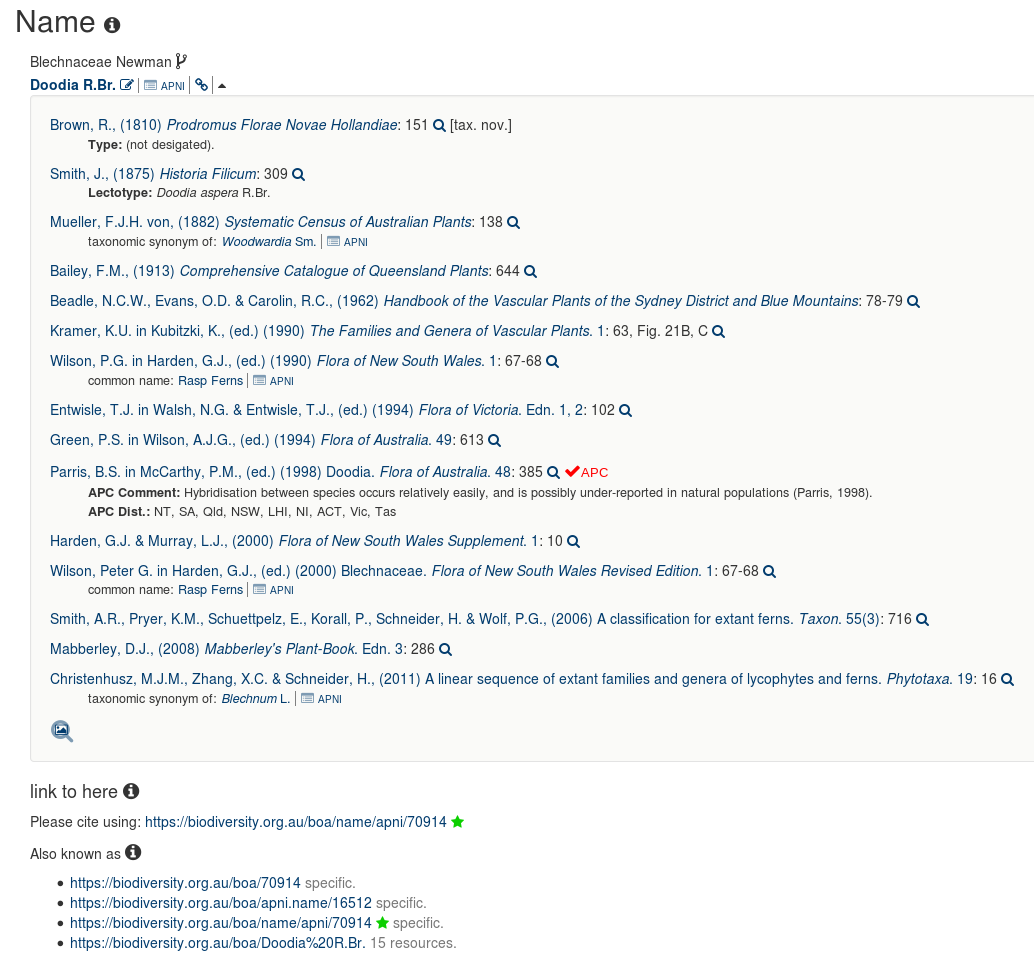 Name
Blechnaceae Newman
Doodia R.Br. | APNI | |
Brown, R., (1810) Prodromus Florae Novae Hollandiae: 151 [tax. nov.]
Type: (not desigated).
Smith, J., (1875) Historia Filicum: 309
Lectotype: Doodia aspera R.Br.
Mueller, F.J.H. von, (1882) Systematic Census of Australian Plants: 138
taxonomic synonym of: Woodwardia Sm. | APNI
Bailey, F.M., (1913) Comprehensive Catalogue of Queensland Plants: 644
Beadle, N.C.W., Evans, O.D. & Carolin, R.C., (1962) Handbook of the Vascular Plants of the Sydney District and Blue Mountains: 78-79
Kramer, K.U. in Kubitzki, K., (ed.) (1990) The Families and Genera of Vascular Plants. 1: 63, Fig. 21B, C
Wilson, P.G. in Harden, G.J., (ed.) (1990) Flora of New South Wales. 1: 67-68
common name: Rasp Ferns | APNI
Entwisle, T.J. in Walsh, N.G. & Entwisle, T.J., (ed.) (1994) Flora of Victoria. Edn. 1, 2: 102
Green, P.S. in Wilson, A.J.G., (ed.) (1994) Flora of Australia. 49: 613
Parris, B.S. in McCarthy, P.M., (ed.) (1998) Doodia. Flora of Australia. 48: 385 APC
APC Comment: Hybridisation between species occurs relatively easily, and is possibly under-reported in natural populations (Parris, 1998).
APC Dist.: NT, SA, Qld, NSW, LHI, NI, ACT, Vic, Tas
Harden, G.J. & Murray, L.J., (2000) Flora of New South Wales Supplement. 1: 10
Wilson, Peter G. in Harden, G.J., (ed.) (2000) Blechnaceae. Flora of New South Wales Revised Edition. 1: 67-68
common name: Rasp Ferns | APNI
Smith, A.R., Pryer, K.M., Schuettpelz, E., Korall, P., Schneider, H. & Wolf, P.G., (2006) A classification for extant ferns. Taxon. 55(3): 716
Mabberley, D.J., (2008) Mabberley's Plant-Book. Edn. 3: 286
Christenhusz, M.J.M., Zhang, X.C. & Schneider, H., (2011) A linear sequence of extant families and genera of lycophytes and ferns. Phytotaxa. 19: 16
taxonomic synonym of: Blechnum L. | APNI
link to here
Please cite using: https://biodiversity.org.au/boa/name/apni/70914
Also known as
• https://biodiversity.org.au/boa/70914 specific.
• https://biodiversity.org.au/boa/apni.name/16512 specific.
• https://biodiversity.org.au/boa/name/apni/70914 specific.
• https://biodiversity.org.au/boa/Doodia%20R.Br. 15 resources.